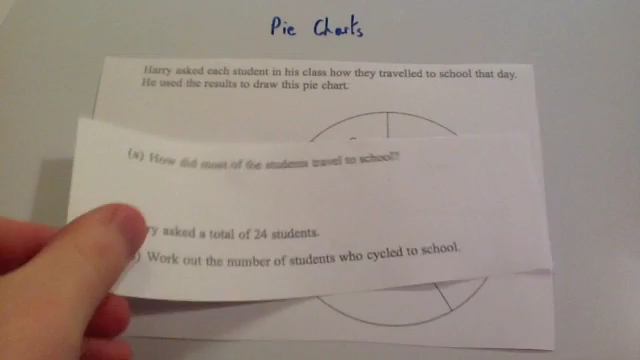 Pie Charts
Harry asked each student in his class how they travelled to school that day.
He used the results to draw this pie chart.
(a) How did most of the students travel to school?
ry asked a total of 24 students.
) Work out the number of students who cycled to school.